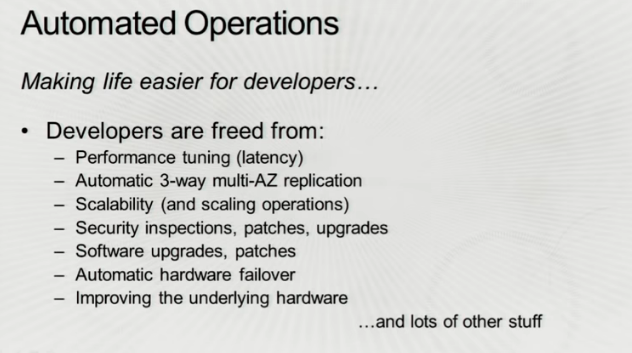 Automated Operations
Making life easier for developers…
• Developers are freed from:
– Performance tuning (latency)
– Automatic 3-way multi-AZ replication
– Scalability (and scaling operations)
– Security inspections, patches, upgrades
– Software upgrades, patches
– Automatic hardware failover
– Improving the underlying hardware
…and lots of other stuff